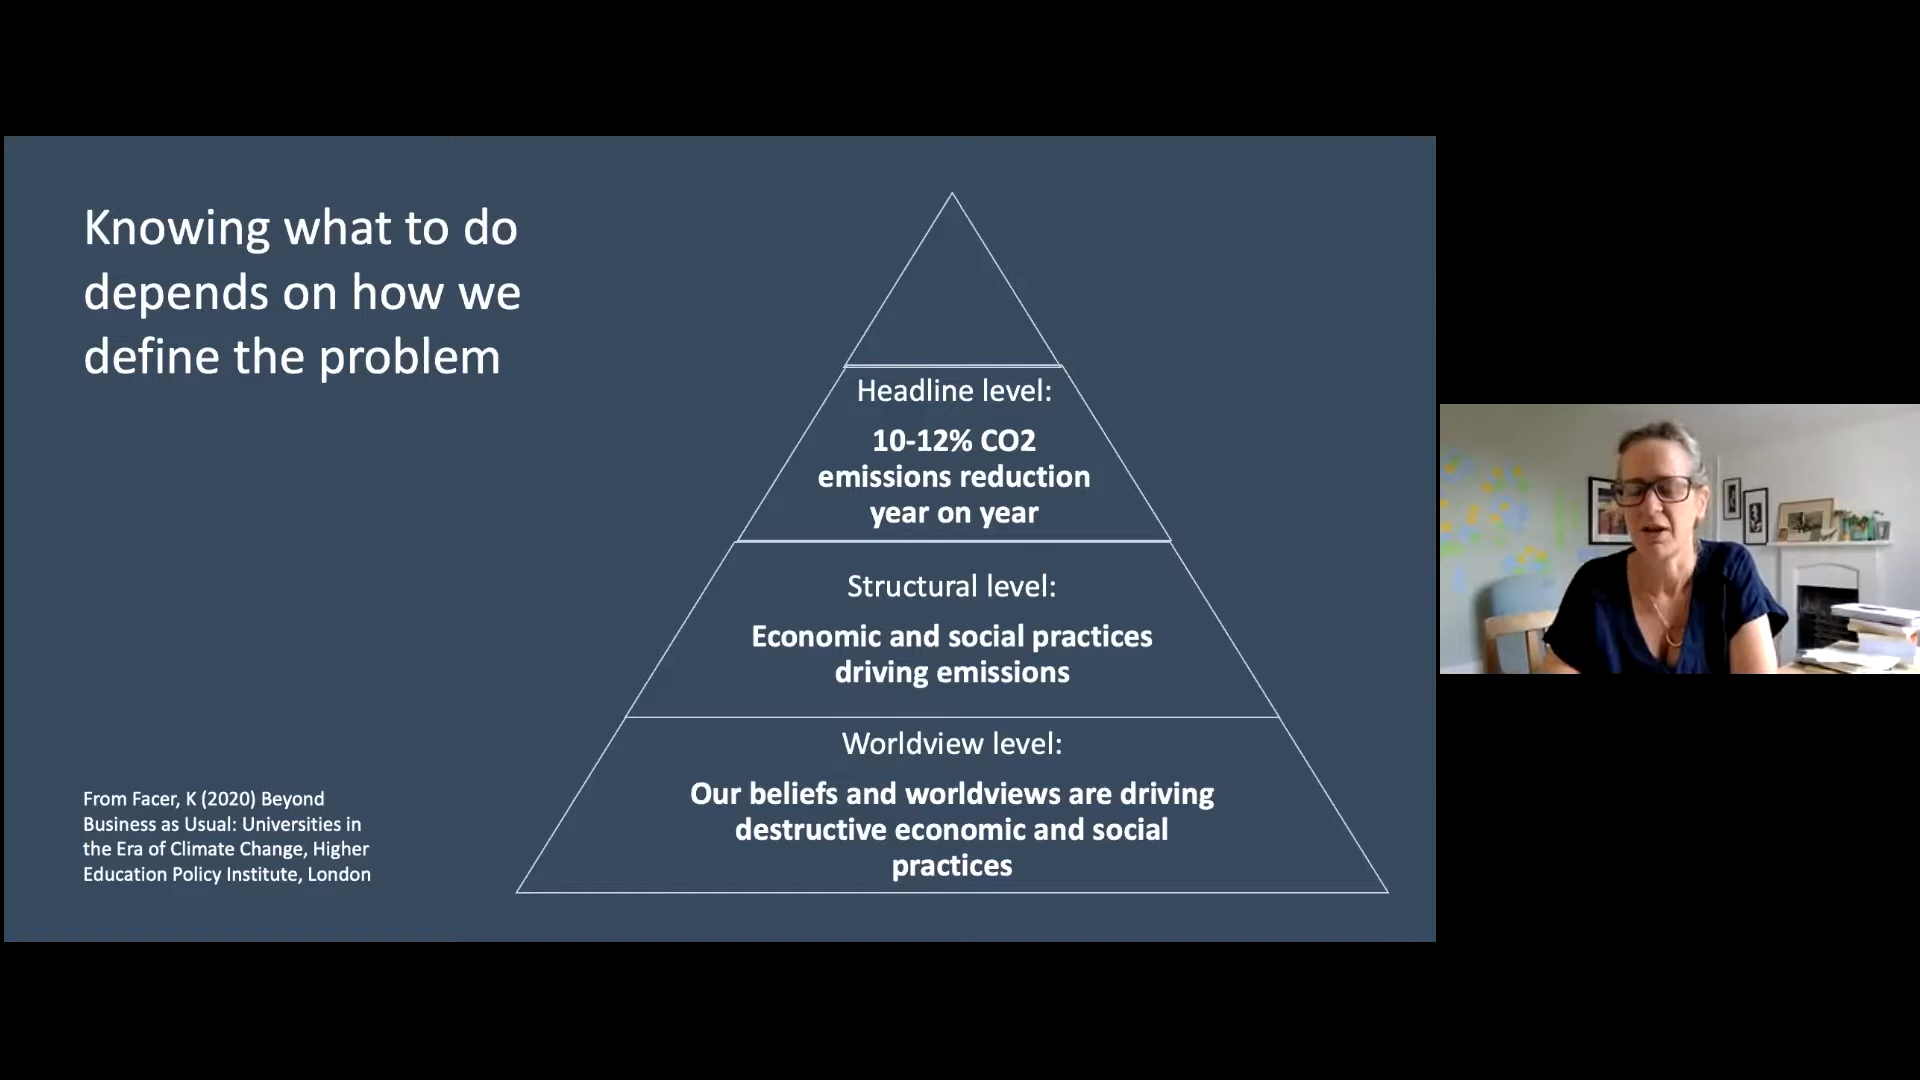 Knowing what to do
depends on how we
define the problem
Headline level:
10-12% CO2
emissions reduction
year on year
Structural level:
Economic and social practices
driving emissions
Worldview level:
Our beliefs and worldviews are driving
destructive economic and social
practices
From Facer, K (2020) Beyond
Business as Usual: Universities in
the Era of Climate Change, Higher
Education Policy Institute, London